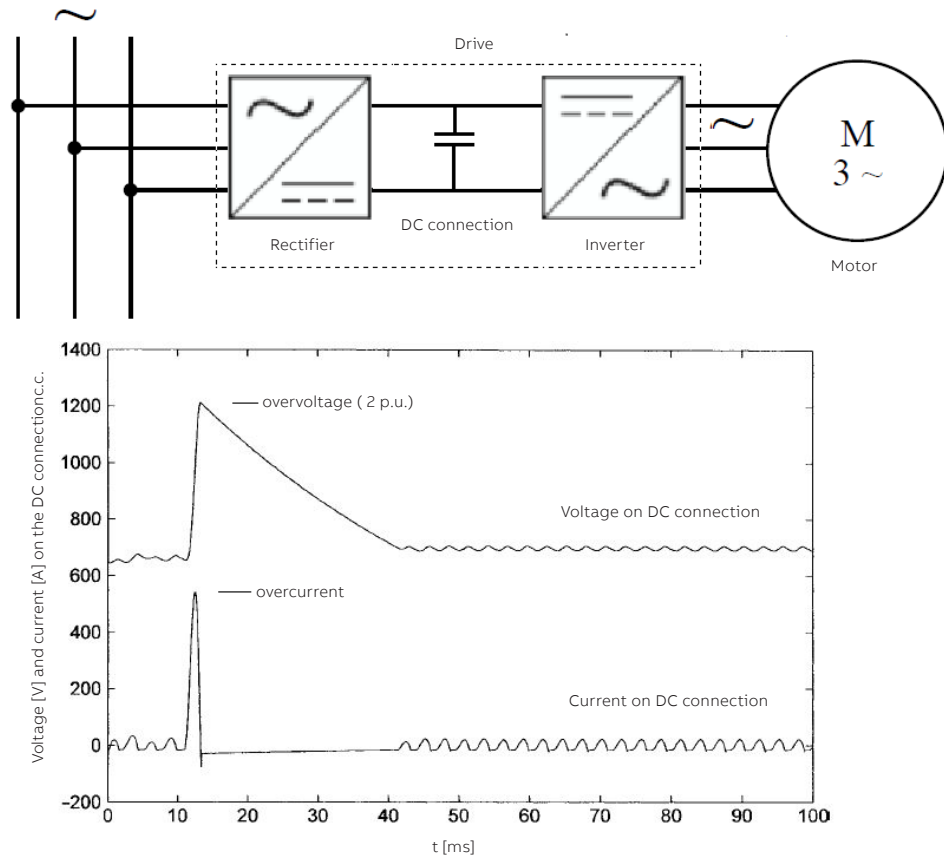 ~
Drive
M
3 ~
~
Rectifier
DC connection
Inverter
Motor
1400
1200
1000
800
600
400
200
0
−200
Voltage [V] and current [A] on the DC connectionc.c.
overvoltage ( 2 p.u.)
Voltage on DC connection
overcurrent
Current on DC connection
0 10 20 30 40 50 60 70 80 90 100
t [ms]